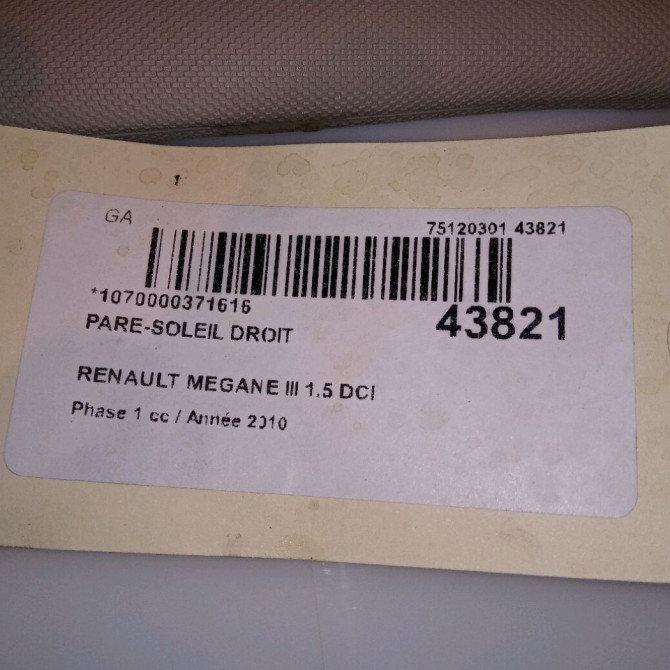 GA
75120301 43821
*1070000371616
43821
PARE-SOLEIL DROIT
RENAULT MEGANE III 1.5 DCI
Phase 1 cc / Année 2010